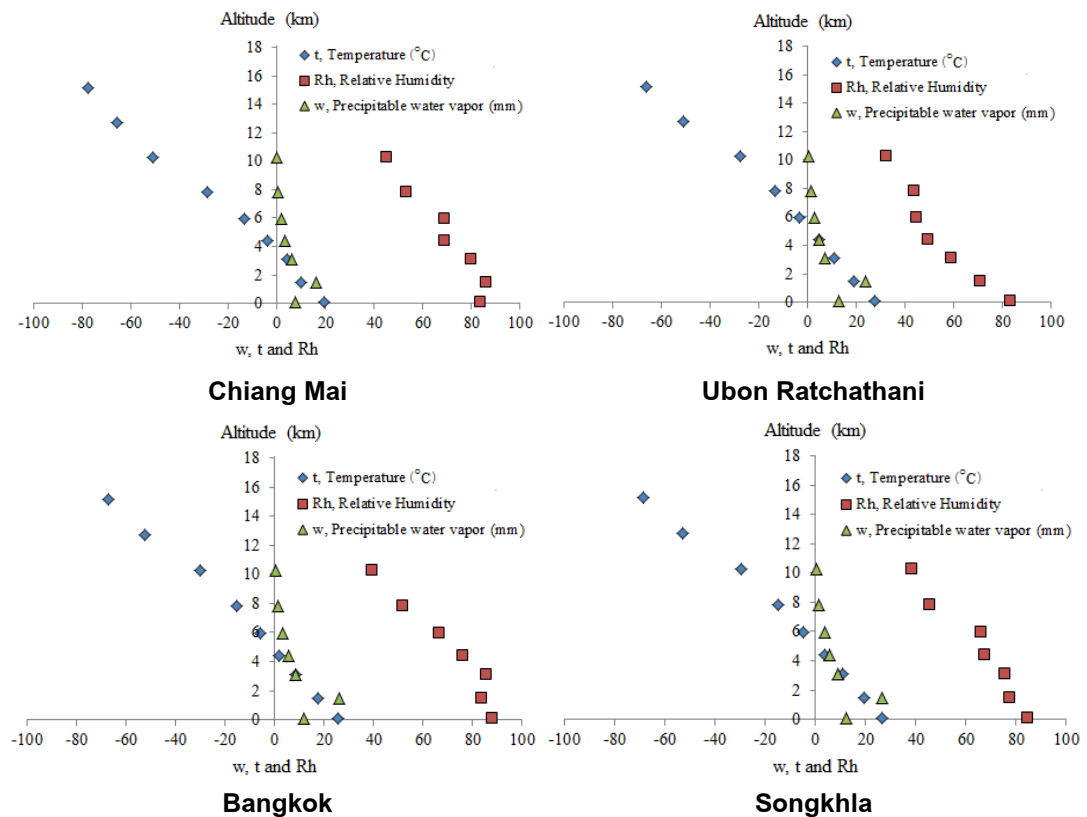 Altitude (km)
18
16
14
12
10
8
6
4
2
0
t, Temperature (°C)
Rh, Relative Humidity
w, Precipitable water vapor (mm)
-100 -80 -60 -40 -20 0 20 40 60 80 100
w, t and Rh
Chiang Mai
Altitude (km)
18
16
14
12
10
8
6
4
2
0
t, Temperature (°C)
Rh, Relative Humidity
w, Precipitable water vapor (mm)
-100 -80 -60 -40 -20 0 20 40 60 80 100
w, t and Rh
Ubon Ratchathani
Altitude (km)
18
16
14
12
10
8
6
4
2
0
t, Temperature (°C)
Rh, Relative Humidity
w, Precipitable water vapor (mm)
-100 -80 -60 -40 -20 0 20 40 60 80 100
w, t and Rh
Bangkok
Altitude (km)
18
16
14
12
10
8
6
4
2
0
t, Temperature (°C)
Rh, Relative Humidity
w, Precipitable water vapor (mm)
-100 -80 -60 -40 -20 0 20 40 60 80 100
w, t and Rh
Songkhla